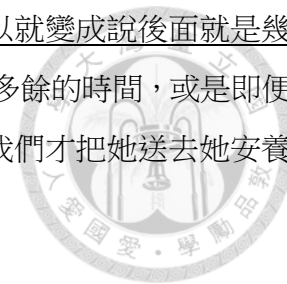 以就變成說後面就是幾
多餘的時間，或是即便
我們才把她送去她安養